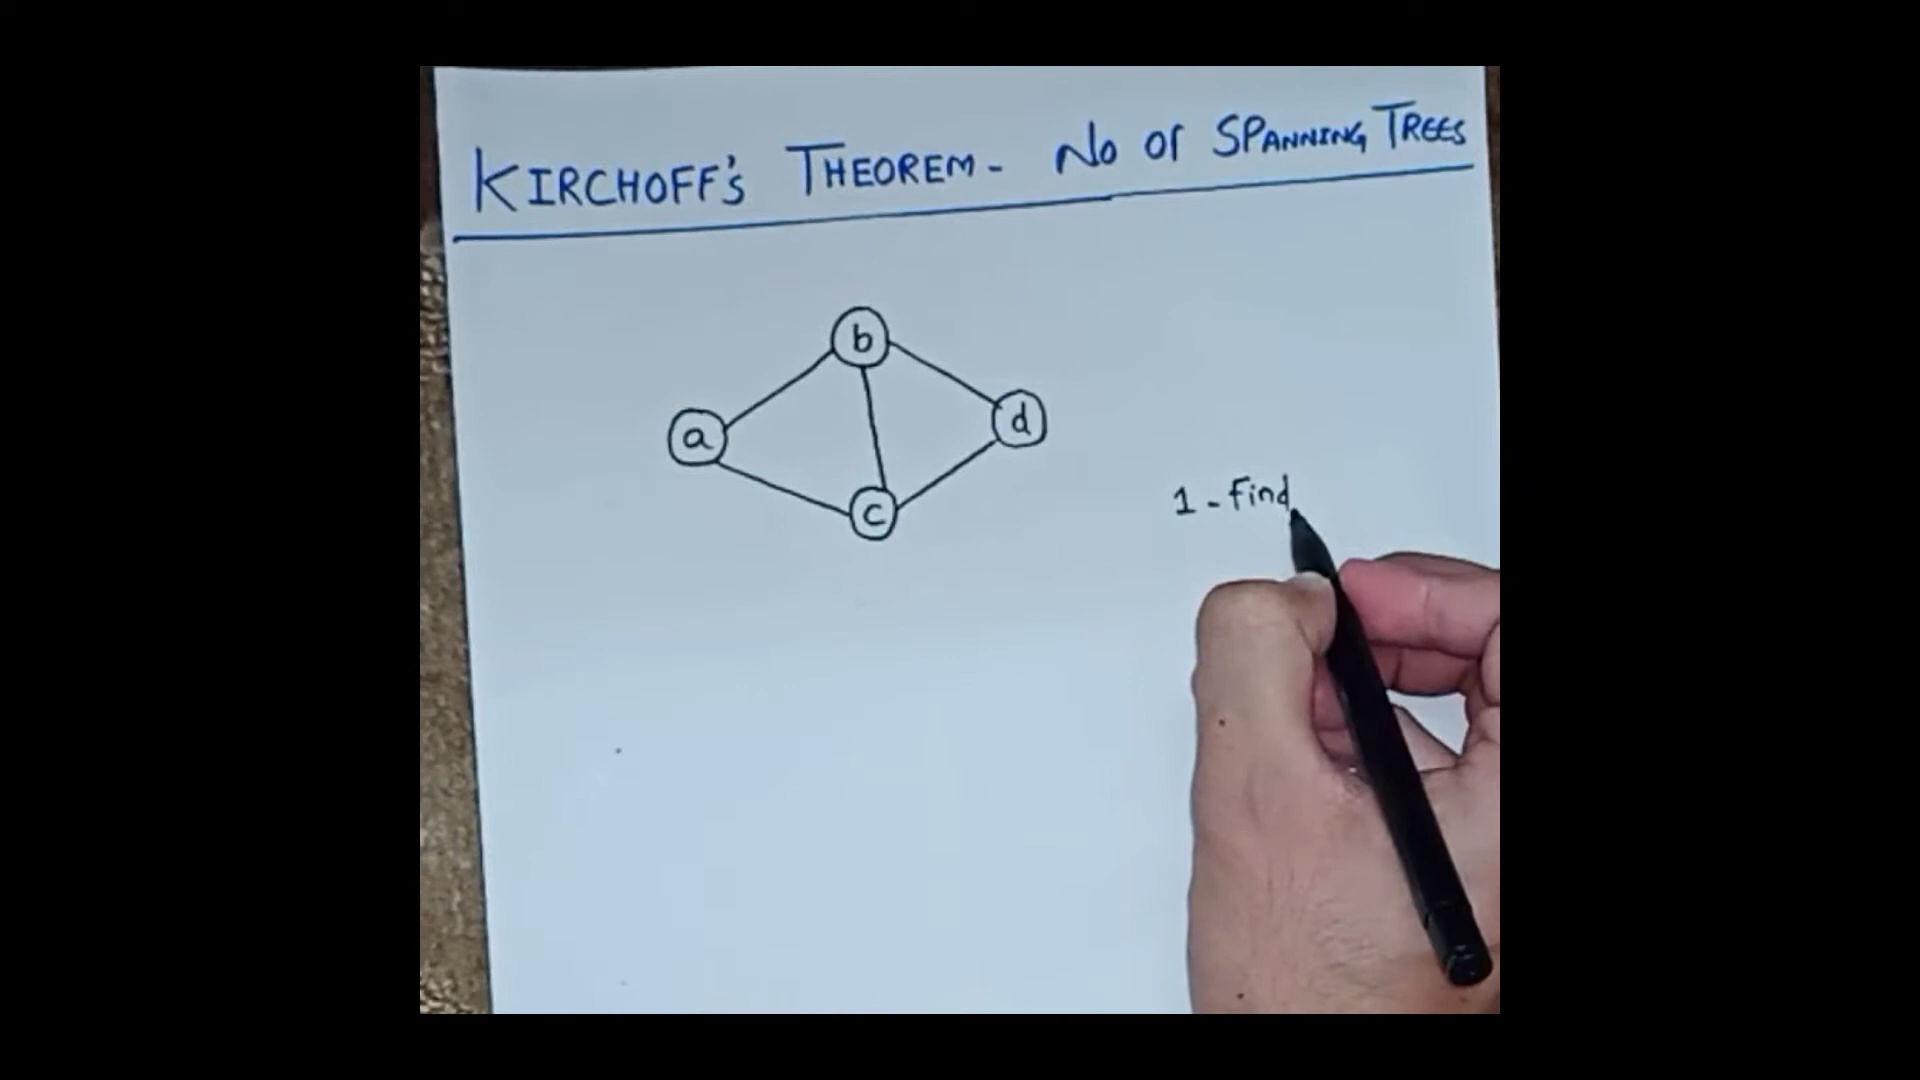 KIRCHOFF'S THEOREM - No Of SPANNING TREES
b
a
d
c
1 - Find